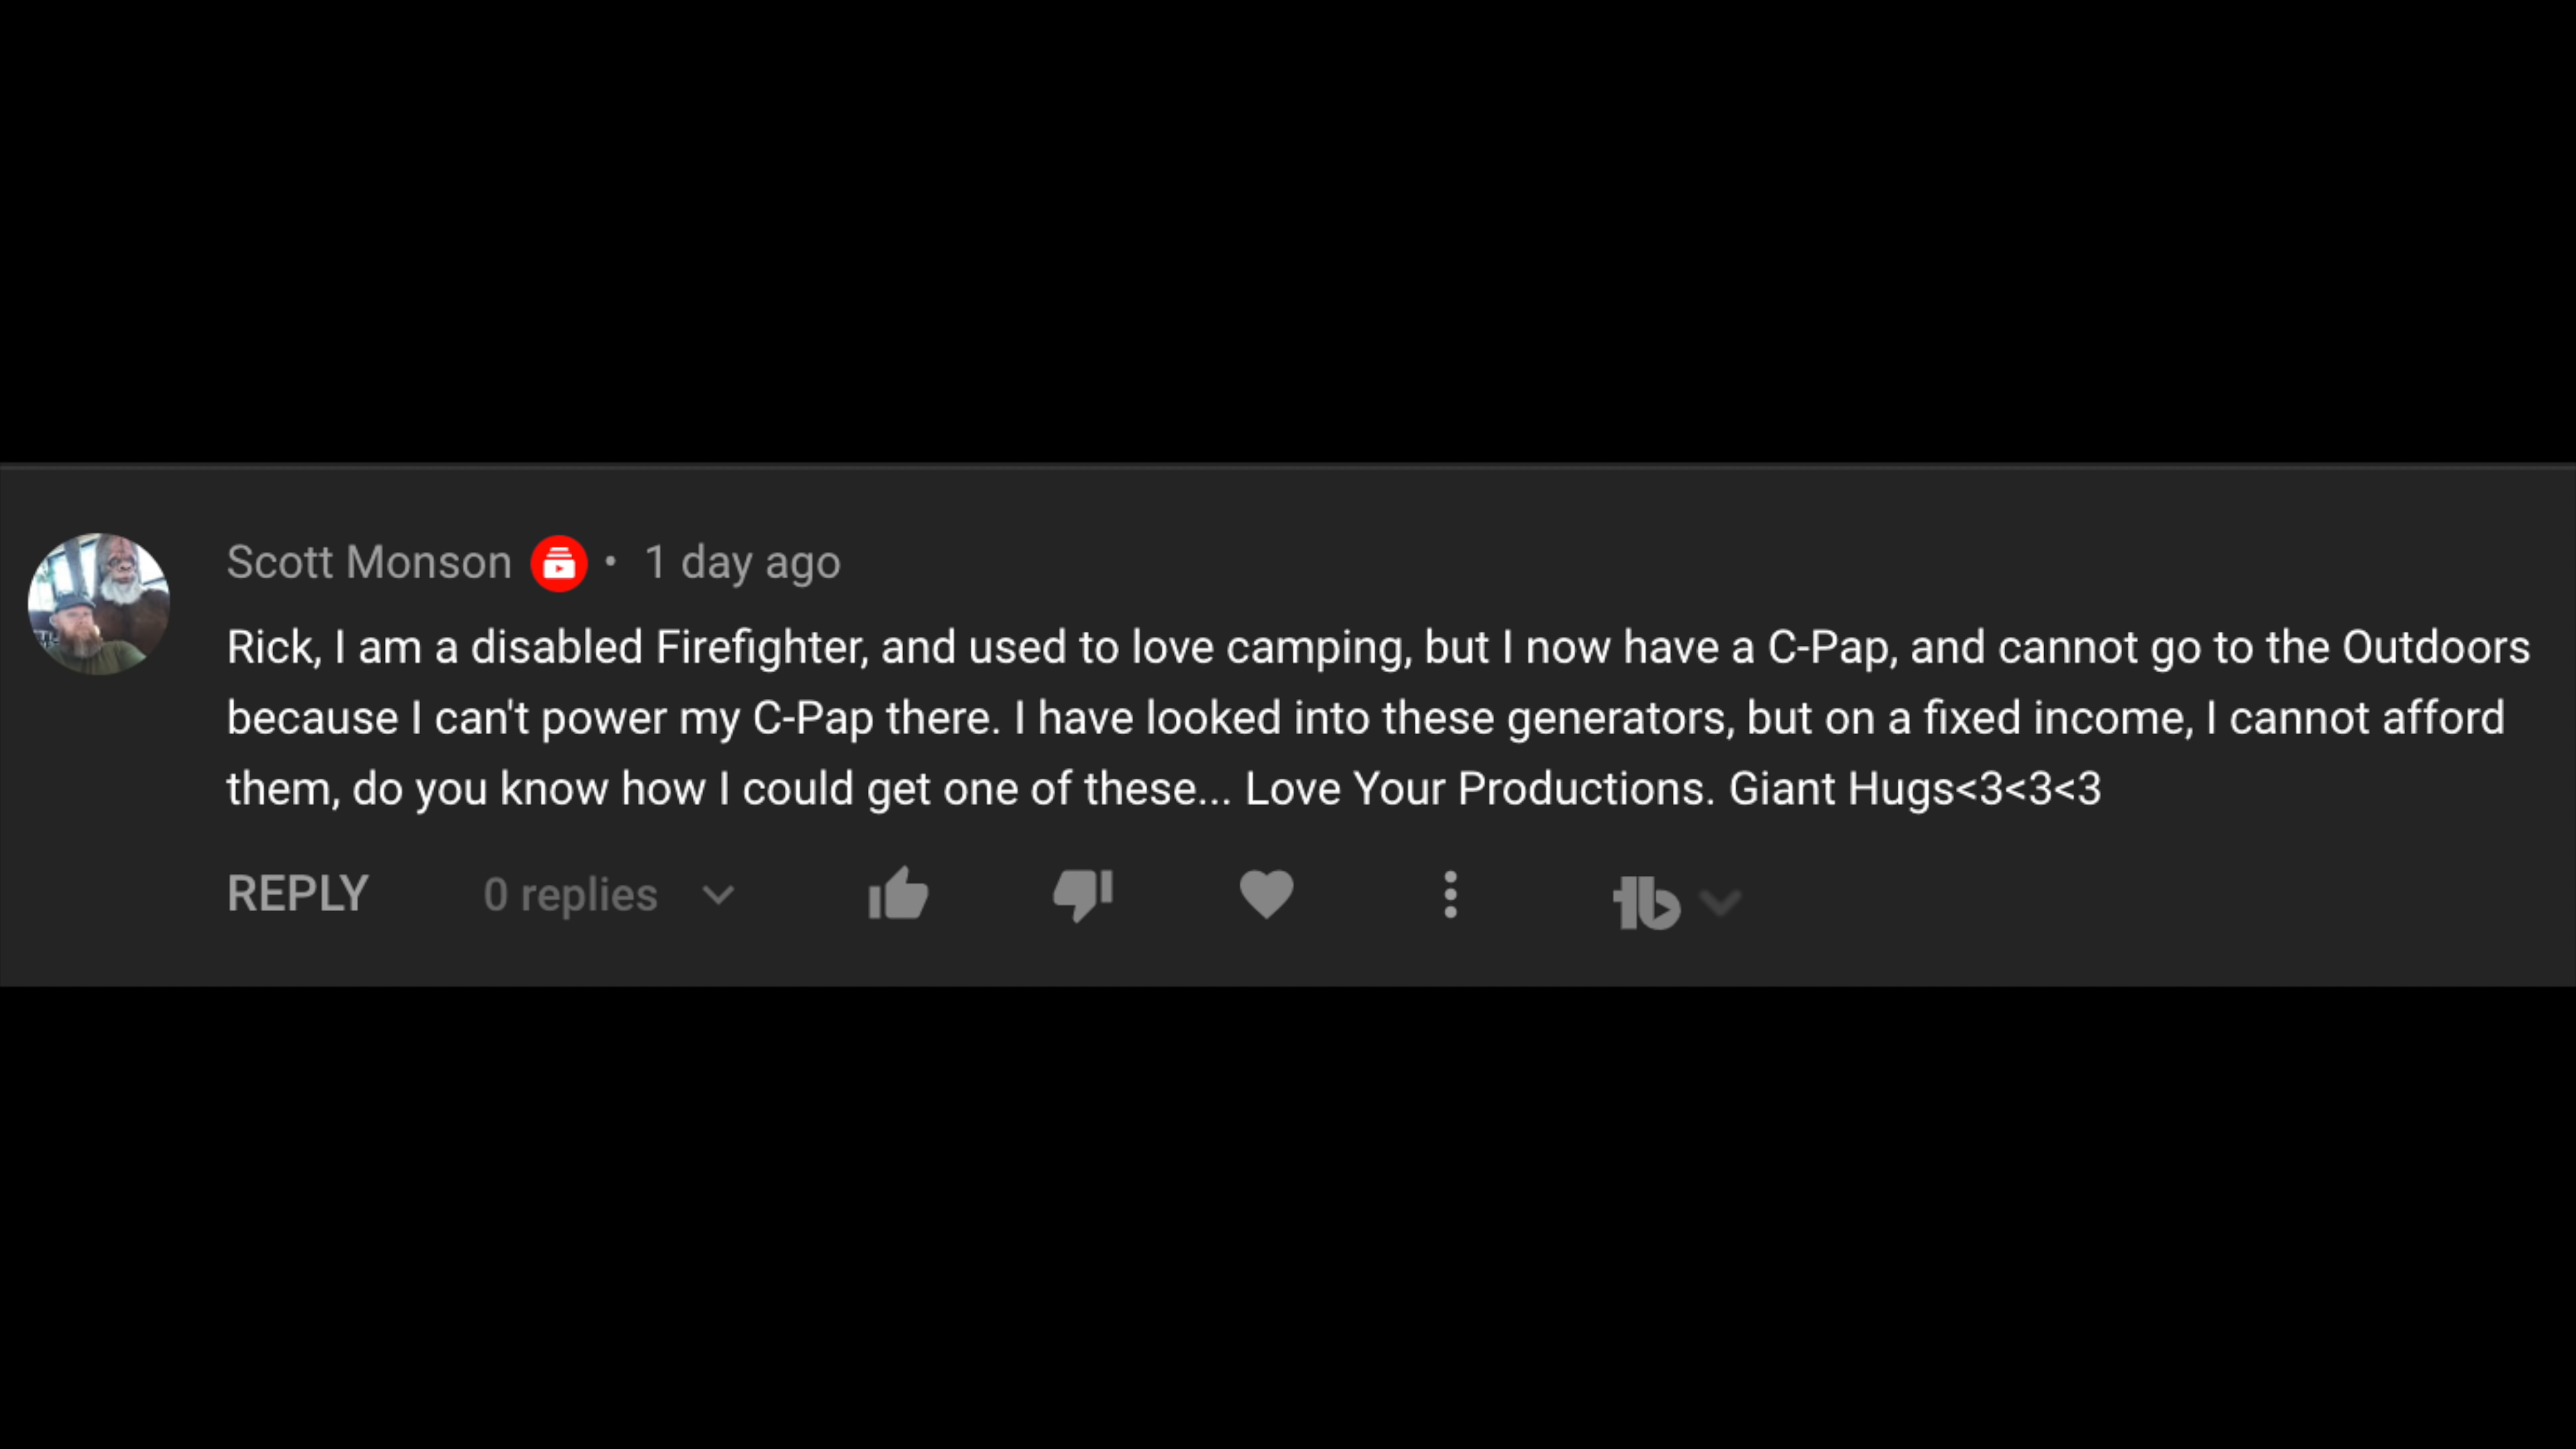 Scott Monson • 1 day ago
Rick, I am a disabled Firefighter, and used to love camping, but I now have a C-Pap, and cannot go to the Outdoors
because I can't power my C-Pap there. I have looked into these generators, but on a fixed income, I cannot afford
them, do you know how I could get one of these... Love Your Productions. Giant Hugs<3<3<3
REPLY 0 replies tb